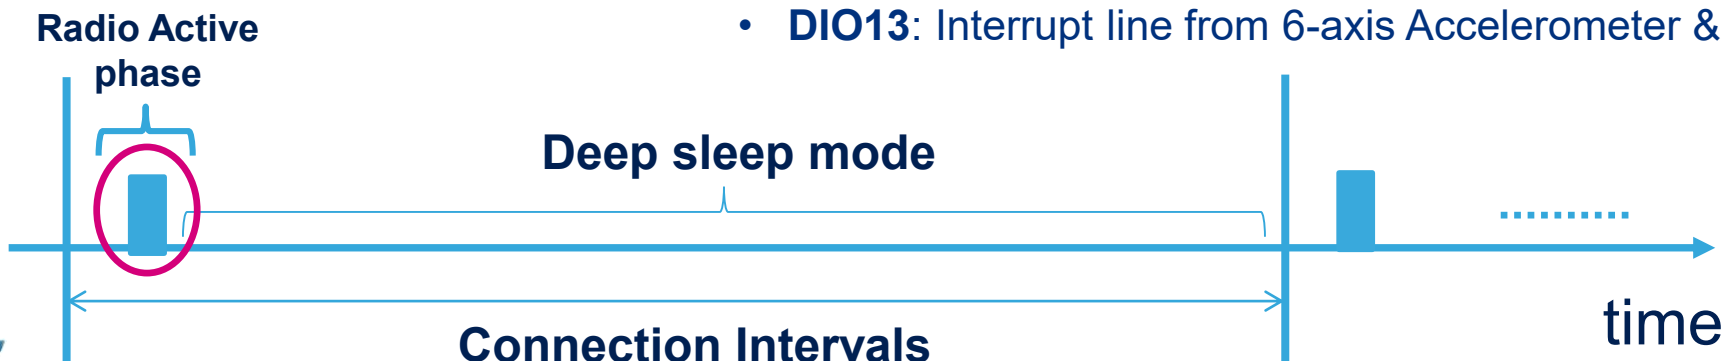 Radio Active
phase
• DIO13: Interrupt line from 6-axis Accelerometer &
Deep sleep mode
time
Connection Intervals